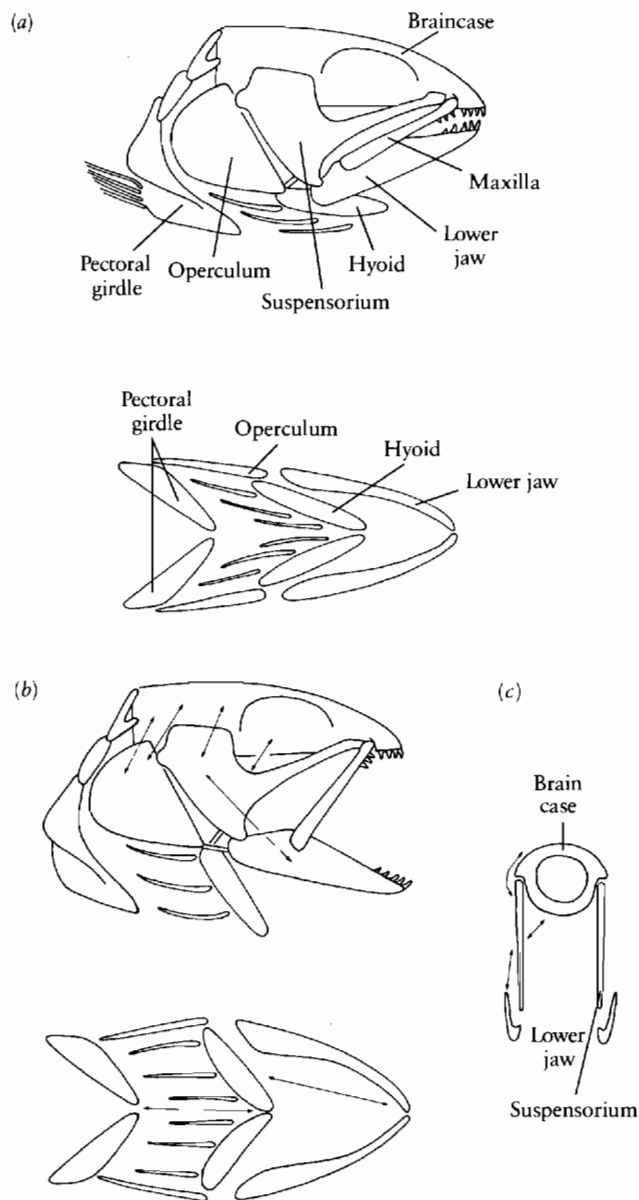 (a)
Braincase
Maxilla
Lower
jaw
Hyoid
Suspensorium
Operculum
Pectoral
girdle
Pectoral
girdle
Operculum
Hyoid
Lower jaw
(b)
(c)
Brain
case
Lower
jaw
Suspensorium